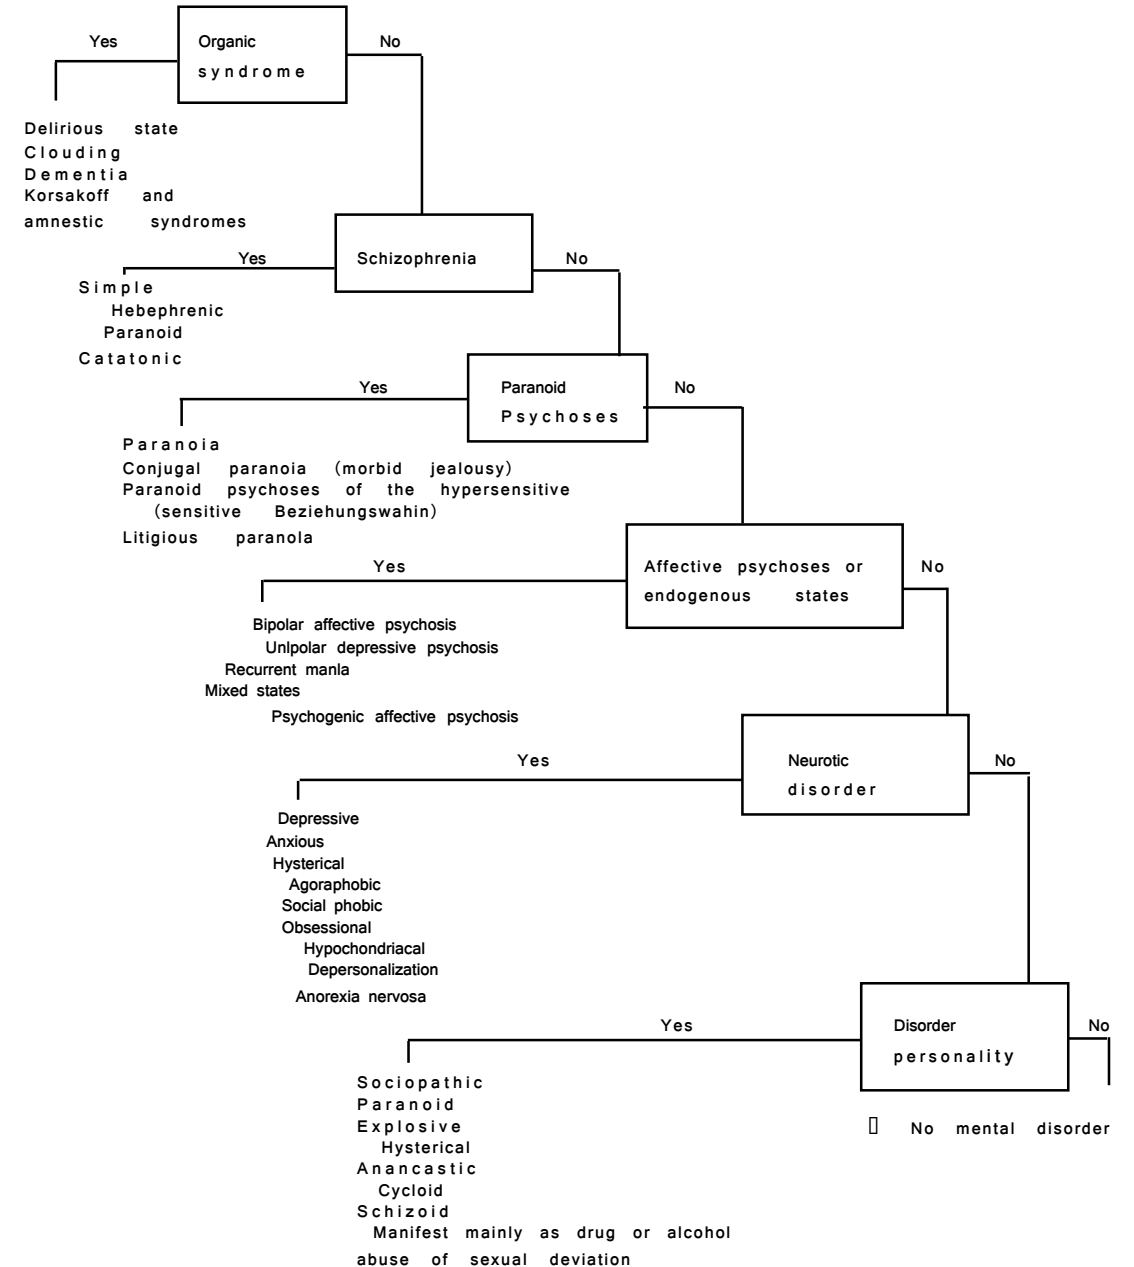 Yes
Organic
syndrome
No
Delirious state
Clouding
Dementia
Korsakoff and
amnestic syndromes
Yes
Schizophrenia
No
Simple
Hebephrenic
Paranoid
Catatonic
Yes
Paranoid
Psychoses
No
Paranoia
Conjugal paranoia (morbid jealousy)
Paranoid psychoses of the hypersensitive
(sensitive Beziehungswahin)
Litigious paranola
Yes
Affective psychoses or
endogenous states
No
Bipolar affective psychosis
Unlpolar depressive psychosis
Recurrent manla
Mixed states
Psychogenic affective psychosis
Yes
Neurotic
disorder
No
Depressive
Anxious
Hysterical
Agoraphobic
Social phobic
Obsessional
Hypochondriacal
Depersonalization
Anorexia nervosa
Yes
Disorder
personality
No
Sociopathic
Paranoid
Explosive
Hysterical
Anancastic
Cycloid
Schizoid
Manifest mainly as drug or alcohol
abuse of sexual deviation
▯ No mental disorder